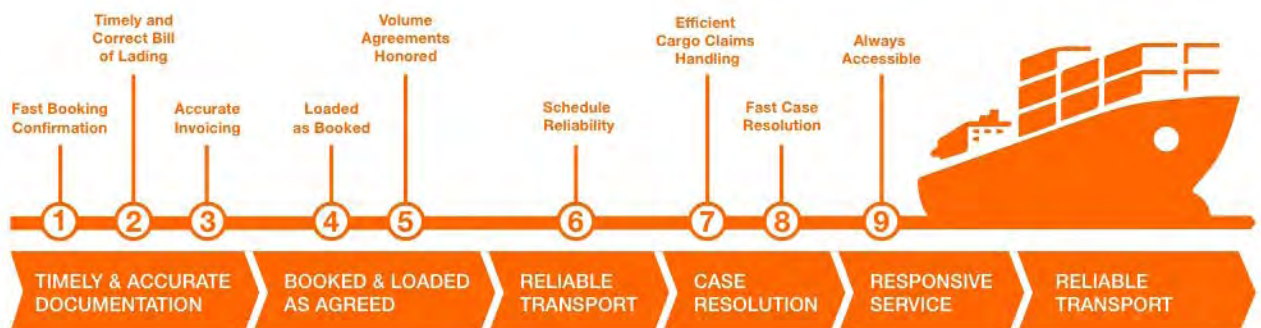 Fast Booking
Confirmation
Timely and
Correct Bill
of Lading
Accurate
Invoicing
Loaded
as Booked
Volume
Agreements
Honored
Schedule
Reliability
Efficient
Cargo Claims
Handling
Fast Case
Resolution
Always
Accessible
1
2
3
4
5
6
7
8
9
TIMELY & ACCURATE
DOCUMENTATION
BOOKED & LOADED
AS AGREED
RELIABLE
TRANSPORT
CASE
RESOLUTION
RESPONSIVE
SERVICE
RELIABLE
TRANSPORT